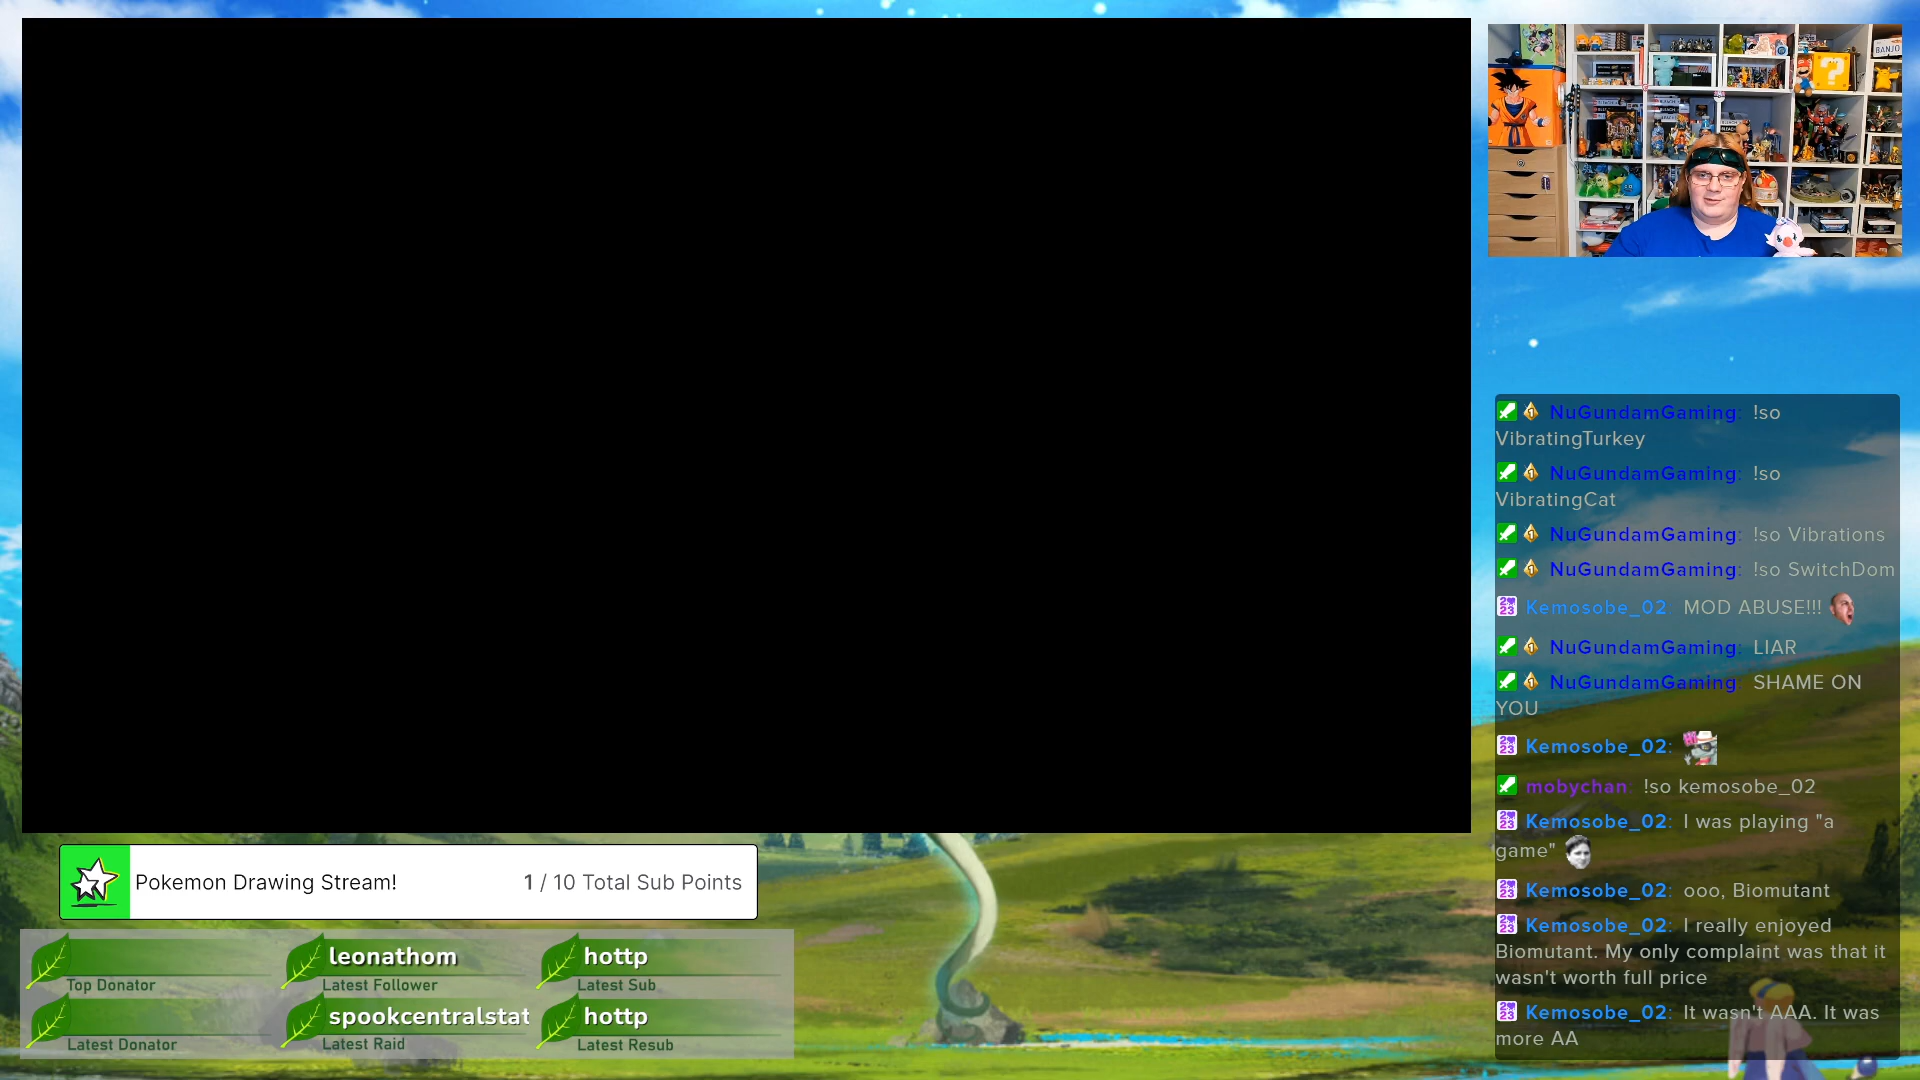 BANJO
NuGundamGaming: !so
VibratingTurkey
NuGundamGaming: !so
VibratingCat
NuGundamGaming: !so Vibrations
NuGundamGaming: !so SwitchDom
Kemosobe_02: MOD ABUSE!!!
NuGundamGaming: LIAR
NuGundamGaming: SHAME ON
YOU
Kemosobe_02:
mobychan: !so kemosobe_02
Kemosobe_02: I was playing "a
game"
Kemosobe_02: ooo, Biomutant
Kemosobe_02: I really enjoyed
Biomutant. My only complaint was that it
wasn't worth full price
Kemosobe_02: It wasn't AAA. It was
more AA
Pokemon Drawing Stream! 1 / 10 Total Sub Points
leonathom hottp
Top Donator Latest Follower Latest Sub
spookcentralstat hottp
Latest Donator Latest Raid Latest Resub